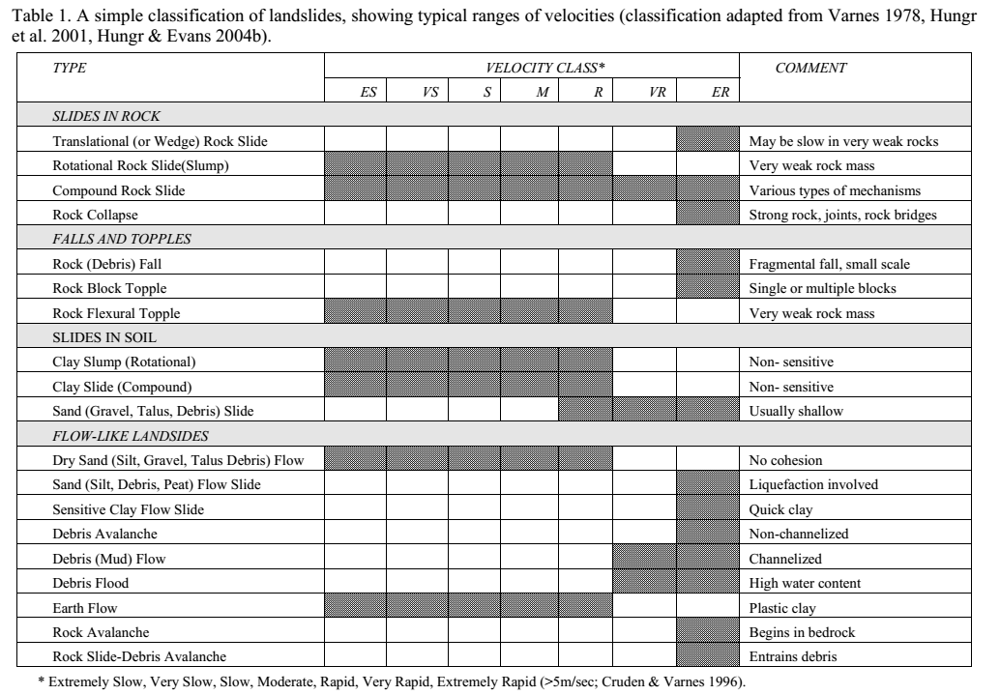 Table 1. A simple classification of landslides, showing typical ranges of velocities (classification adapted from Varnes 1978, Hungr
et al. 2001, Hungr & Evans 2004b).
TYPE VELOCITY CLASS* COMMENT
ES VS S M R VR ER
SLIDES IN ROCK
Translational (or Wedge) Rock Slide May be slow in very weak rocks
Rotational Rock Slide(Slump) Very weak rock mass
Compound Rock Slide Various types of mechanisms
Rock Collapse Strong rock, joints, rock bridges
FALLS AND TOPPLES
Rock (Debris) Fall Fragmental fall, small scale
Rock Block Topple Single or multiple blocks
Rock Flexural Topple Very weak rock mass
SLIDES IN SOIL
Clay Slump (Rotational) Non- sensitive
Clay Slide (Compound) Non- sensitive
Sand (Gravel, Talus, Debris) Slide Usually shallow
FLOW-LIKE LANDSIDES
Dry Sand (Silt, Gravel, Talus Debris) Flow No cohesion
Sand (Silt, Debris, Peat) Flow Slide Liquefaction involved
Sensitive Clay Flow Slide Quick clay
Debris Avalanche Non-channelized
Debris (Mud) Flow Channelized
Debris Flood High water content
Earth Flow Plastic clay
Rock Avalanche Begins in bedrock
Rock Slide-Debris Avalanche Entrains debris
* Extremely Slow, Very Slow, Slow, Moderate, Rapid, Very Rapid, Extremely Rapid (>5m/sec; Cruden & Varnes 1996).